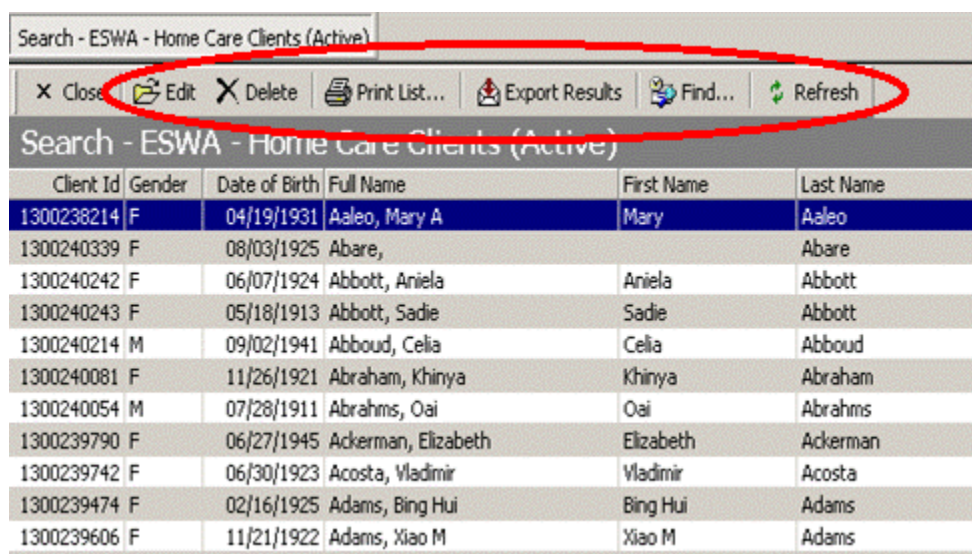 Search - ESWA - Home Care Clients (Active)
X Close Edit Delete Print List... Export Results Find... Refresh
Search - ESWA - Home Care Clients (Active)
Client Id Gender Date of Birth Full Name First Name Last Name
1300238214 F 04/19/1931 Aaleo, Mary A Mary Aaleo
1300240339 F 08/03/1925 Abare, Abare
1300240242 F 06/07/1924 Abbott, Aniela Aniela Abbott
1300240243 F 05/18/1913 Abbott, Sadie Sadie Abbott
1300240214 M 09/02/1941 Abboud, Celia Celia Abboud
1300240081 F 11/26/1921 Abraham, Khinya Khinya Abraham
1300240054 M 07/28/1911 Abrahms, Oai Oai Abrahms
1300239790 F 06/27/1945 Ackerman, Elizabeth Elizabeth Ackerman
1300239742 F 06/30/1923 Acosta, Vladimir Vladimir Acosta
1300239474 F 02/16/1925 Adams, Bing Hui Bing Hui Adams
1300239606 F 11/21/1922 Adams, Xiao M Xiao M Adams